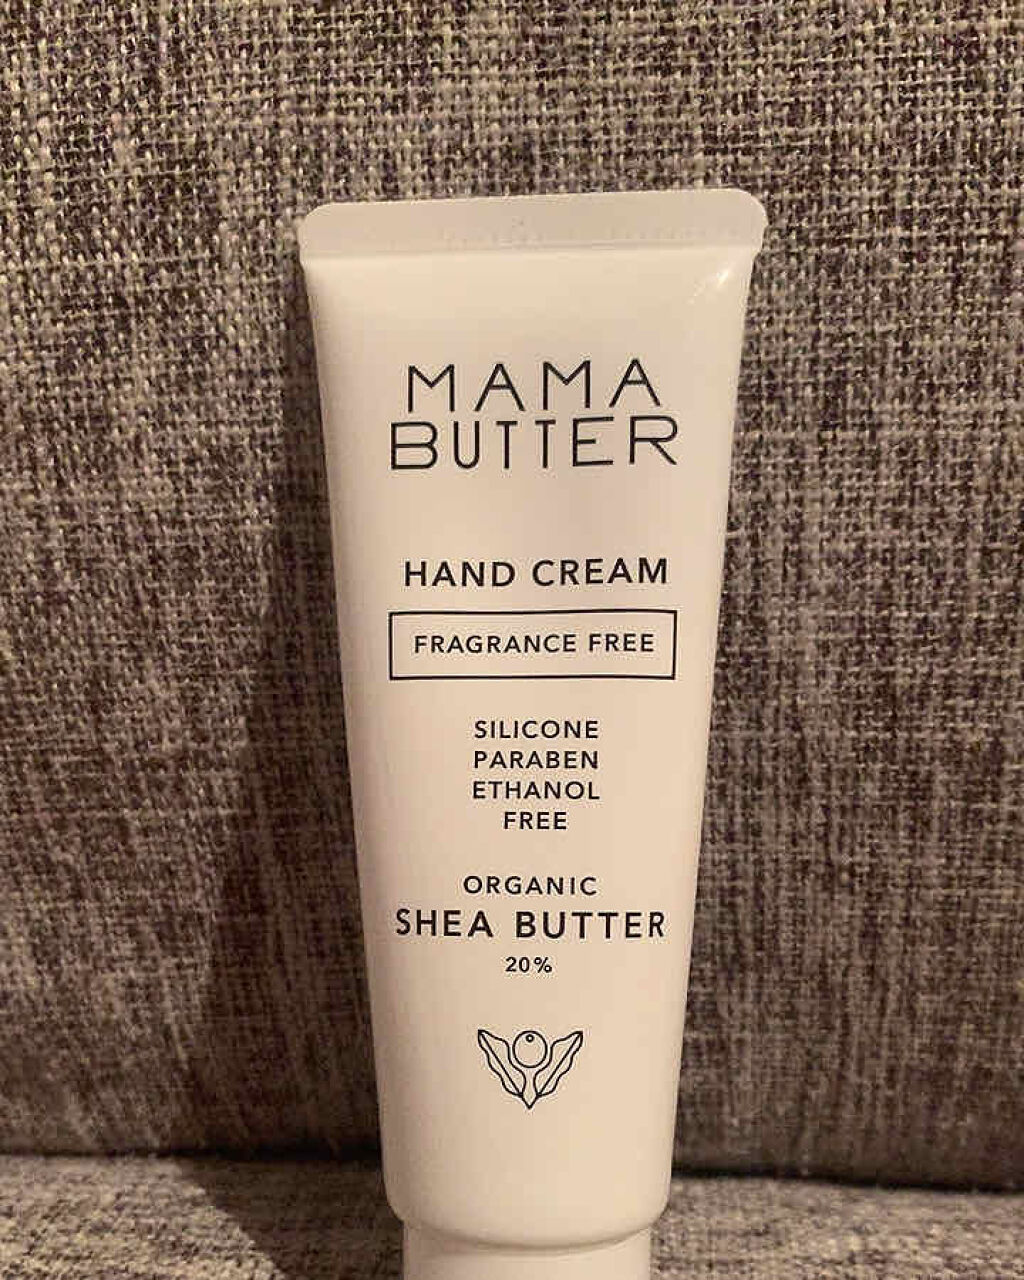 MAMA
BUTTER
HAND CREAM
FRAGRANCE FREE
SILICONE
PARABEN
ETHANOL
FREE
ORGANIC
SHEA BUTTER
20%